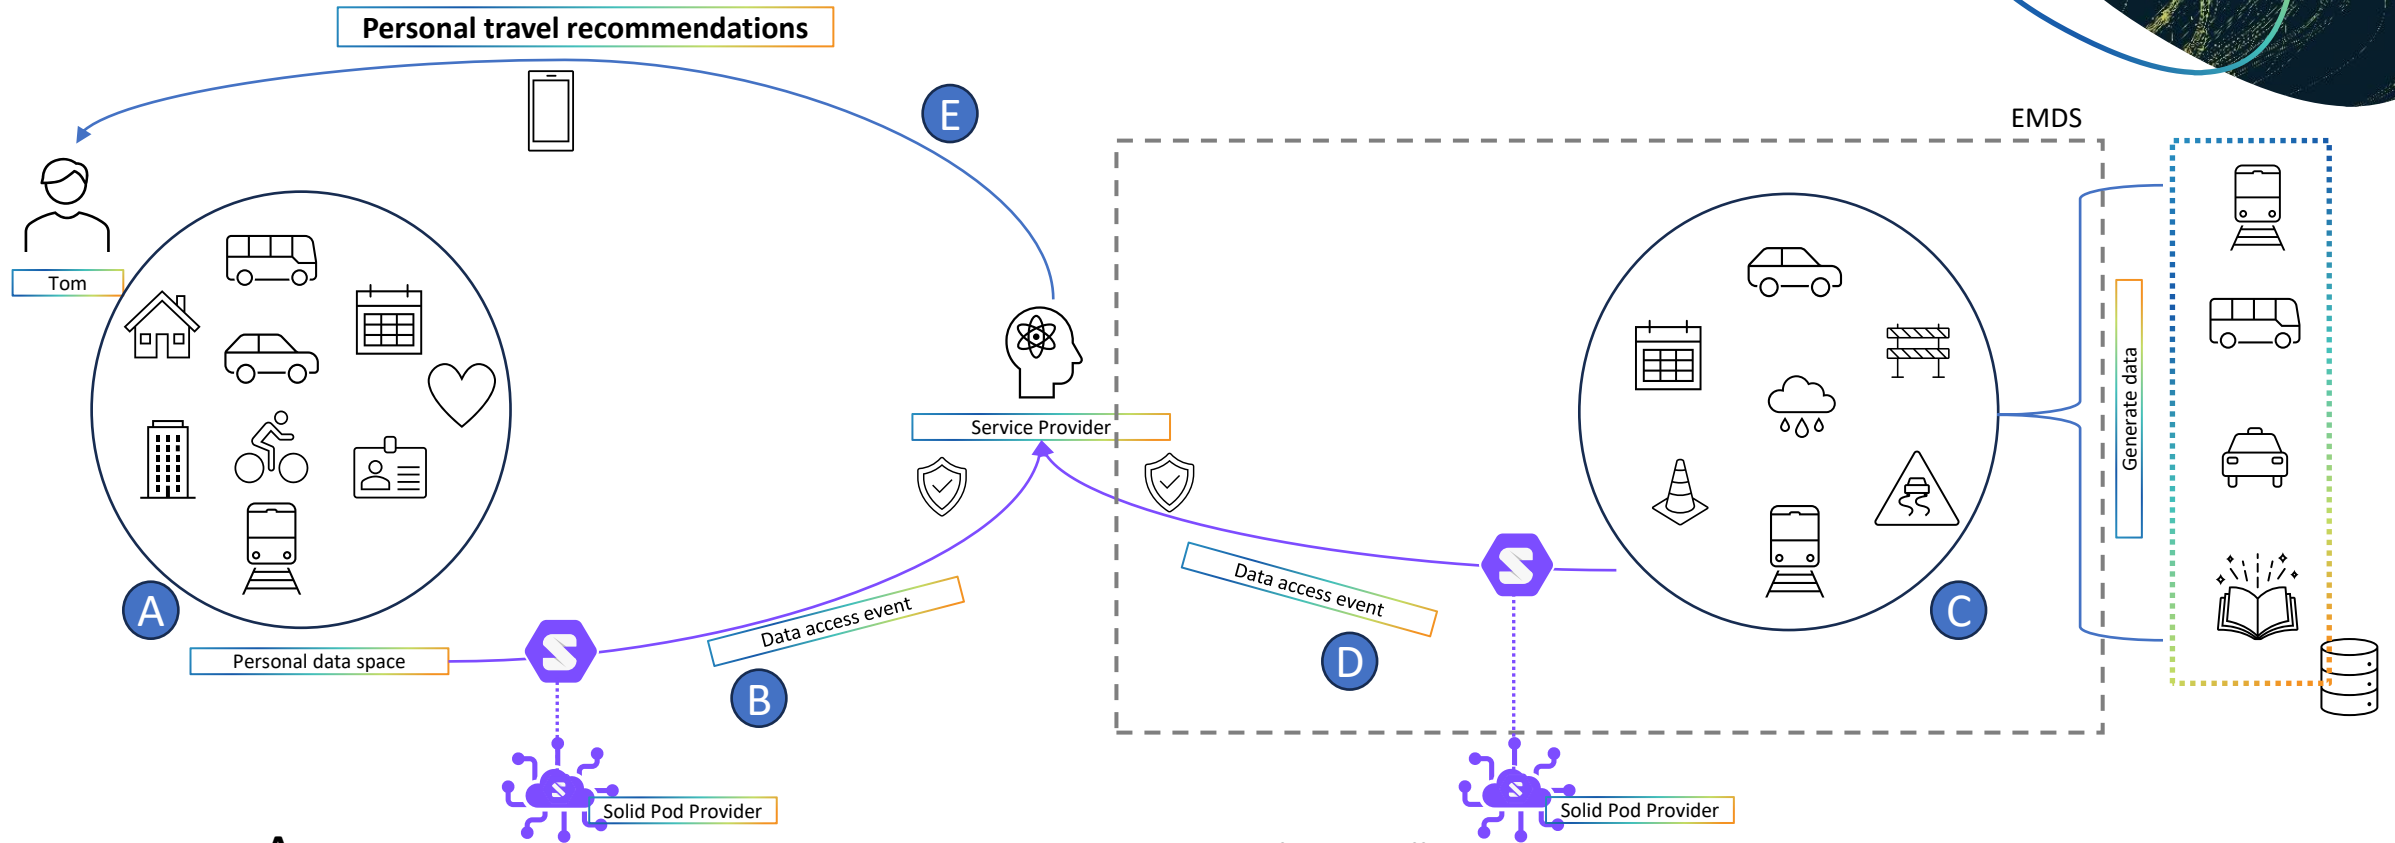 Personal travel recommendations
E
EMDS
Tom
Service Provider
Generate data
A
C
Data access event
Data access event
Personal data space
B
D
Solid Pod Provider
Solid Pod Provider